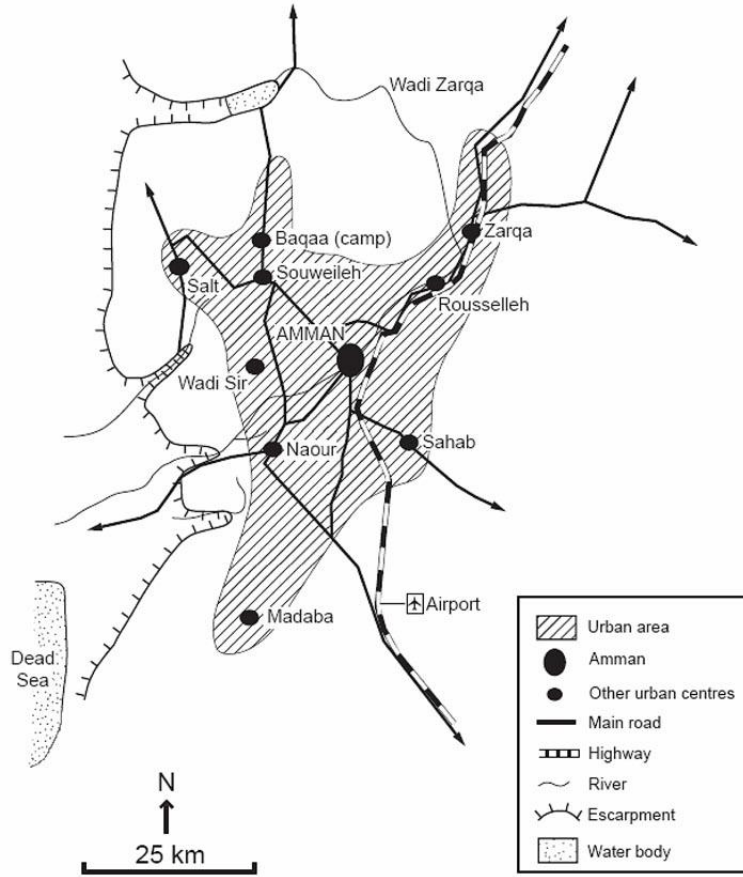 Wadi Zarqa
Baqaa (camp)
Zarqa
Souweileh
Salt
Rousselleh
AMMAN
Wadi Sir
Naour
Sahab
Airport
Madaba
Dead
Sea
N
25 km
Urban area
Amman
Other urban centres
Main road
Highway
River
Escarpment
Water body